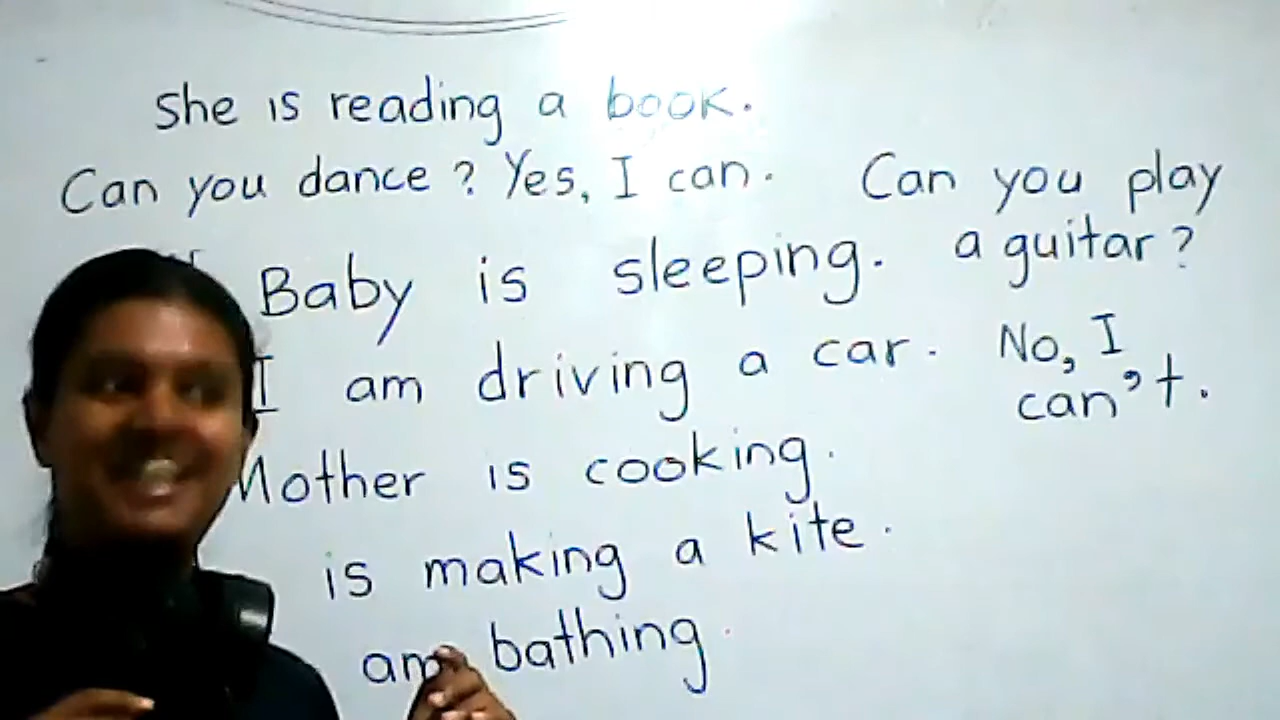 She is reading a book.
Can you dance? Yes, I can.
Can you play
a guitar?
No, I
can't.
Baby is sleeping.
I am driving a car.
Mother is cooking.
is making a kite.
am bathing.